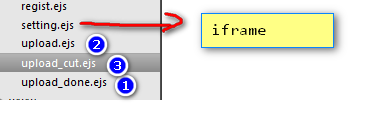 regist.ejs
setting.ejs
iframe
upload.ejs 2
upload_cut.ejs 3
upload_done.ejs 1